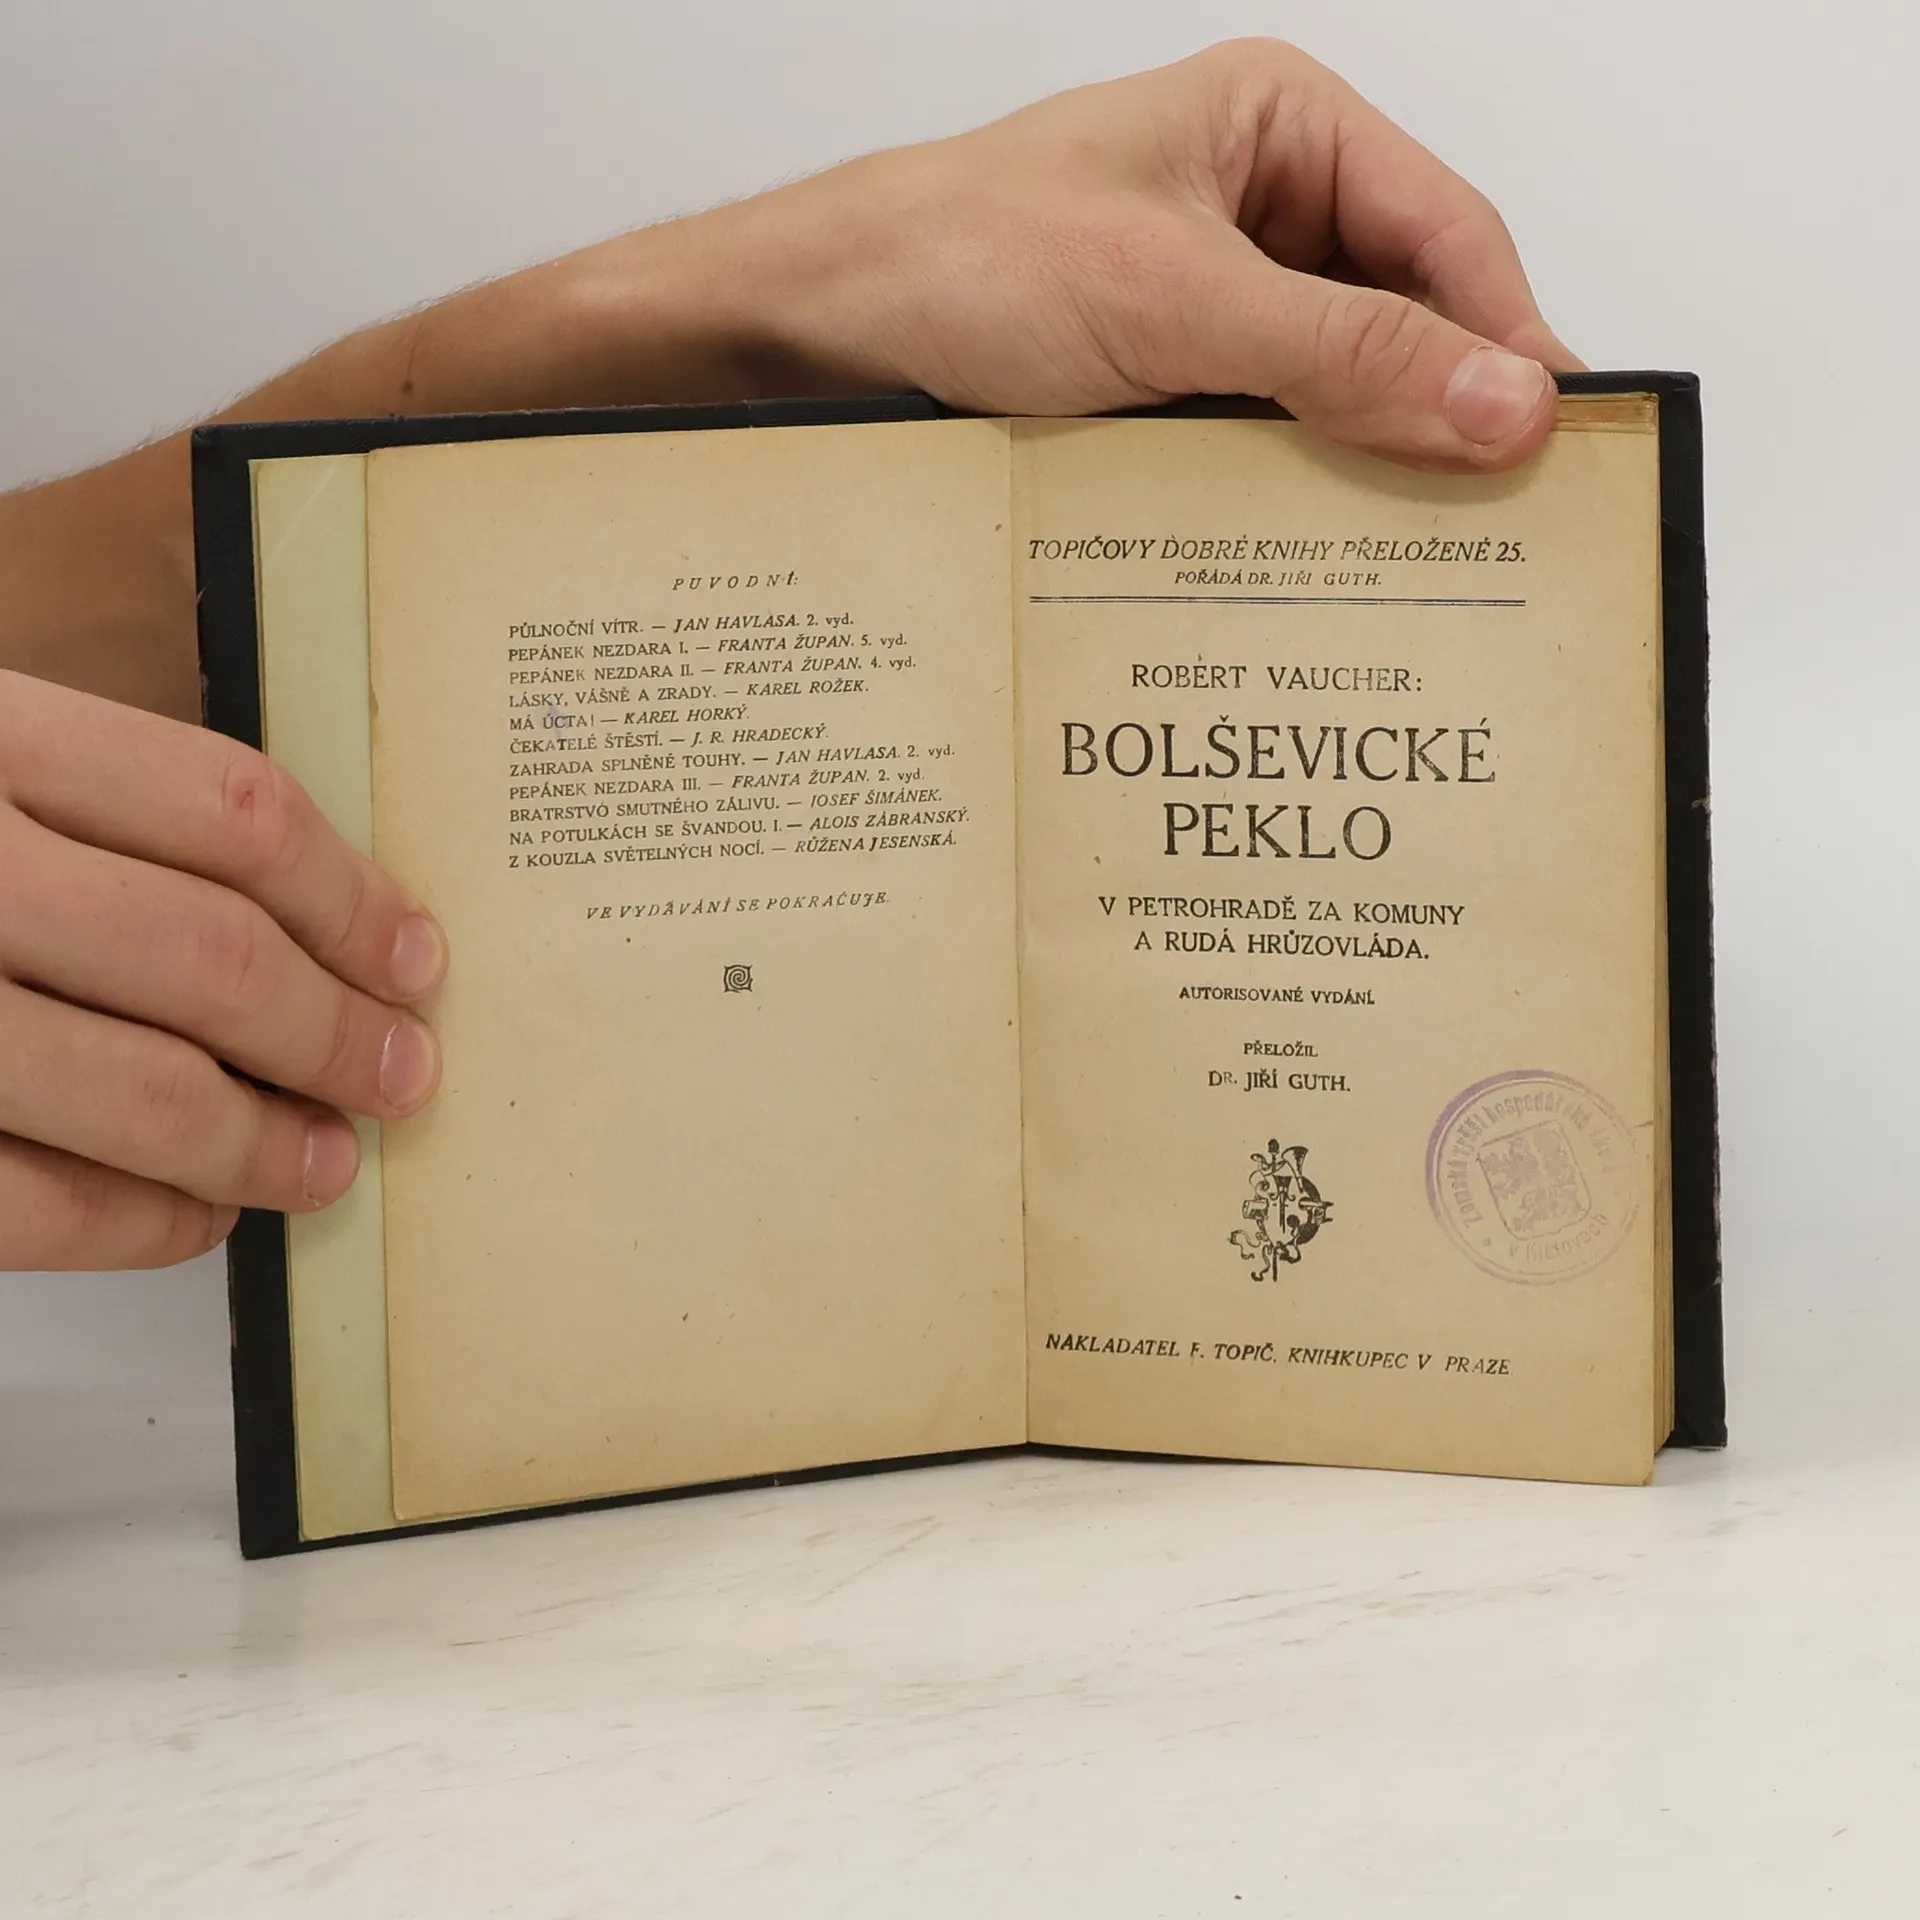 PUVODNÍ:
PŮLNOČNÍ VÍTR. — JAN HAVLASA. 2. vyd.
PEPÁNEK NEZDARA I. — FRANTA ŽUPAN. 5. vyd.
PEPÁNEK NEZDARA II. — FRANTA ŽUPAN. 4. vyd.
LÁSKY, VÁŠNĚ A ZRADY. — KAREL ROŽEK.
MÁ ÚCTA! — KAREL HORKÝ.
ČEKATELÉ ŠTĚSTÍ. — J. R. HRADECKÝ.
ZAHRADA SPLNĚNÉ TOUHY. — JAN HAVLASA. 2. vyd.
PEPÁNEK NEZDARA III. — FRANTA ŽUPAN. 2. vyd.
BRATRSTVO SMUTNÉHO ZÁLIVU. — JOSEF ŠIMÁNEK.
NA POTULKÁCH SE ŠVANDOU. I. — ALOIS ZÁBRANSKÝ.
Z KOUZLA SVĚTELNÝCH NOCÍ. — RŮŽENA JESENSKÁ.
VE VYDÁVÁNÍ SE POKRAČUJE.
TOPIČOVY DOBRÉ KNIHY PŘELOŽENÉ 25.
POŘÁDÁ DR. JIŘÍ GUTH.
ROBERT VAUCHER:
BOLŠEVICKÉ
PEKLO
V PETROHRADĚ ZA KOMUNY
A RUDÁ HRŮZOVLÁDA.
AUTORISOVANÉ VYDÁNÍ.
PŘELOŽIL
DR. JIŘÍ GUTH.
Zemská vyšší hospodářská
NAKLADATEL F. TOPIČ, KNIHKUPEC V PRAZE.